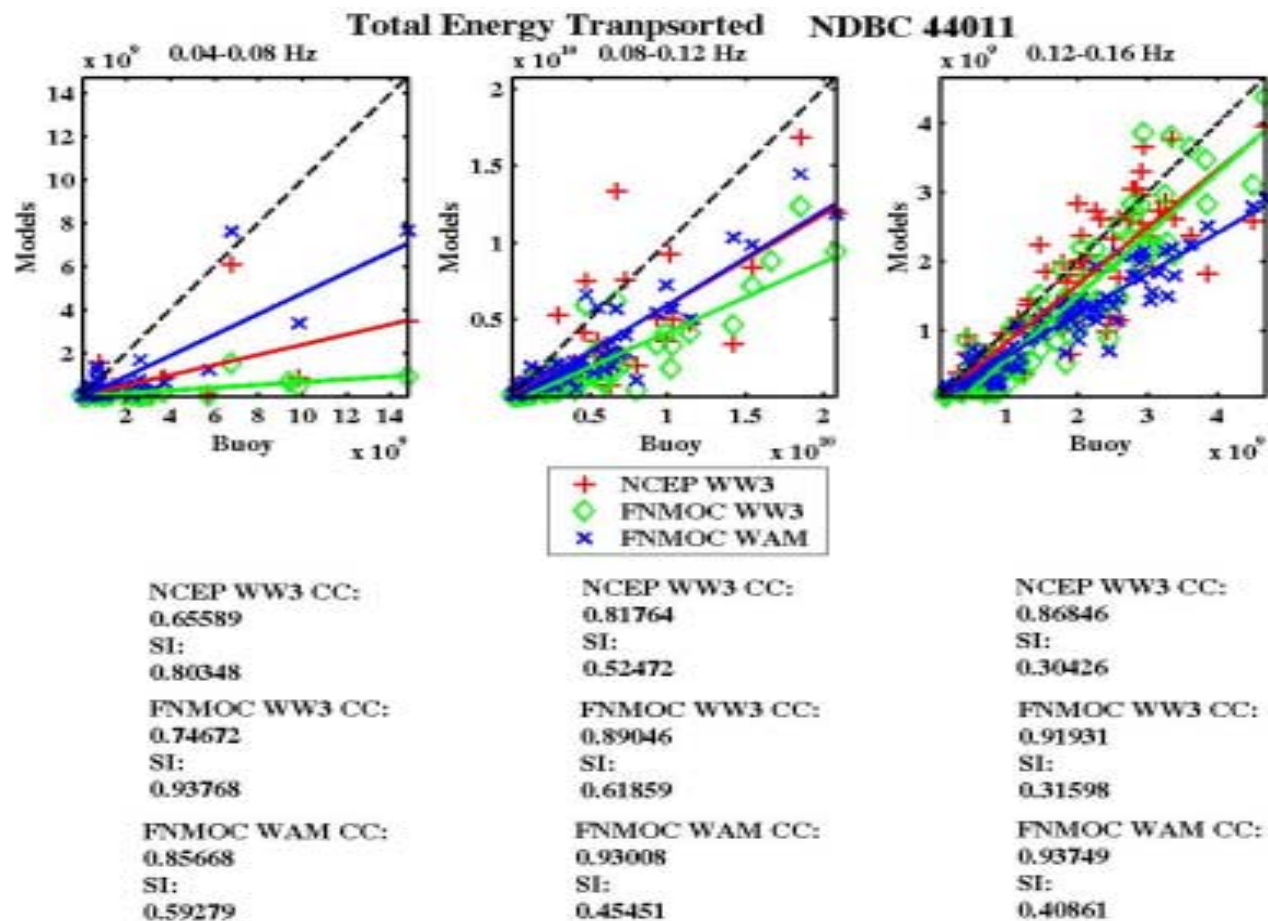 Total Energy Tranpsorted NDBC 44011
x 10⁹ 0.04-0.08 Hz
x 10¹⁰ 0.08-0.12 Hz
x 10⁹ 0.12-0.16 Hz
14
12
10
8
6
4
2
Models
2 4 6 8 10 12 14
Buoy
x 10⁹
2
1.5
1
0.5
Models
0.5 1 1.5 2
Buoy
x 10¹⁰
4
3
2
1
Models
1 2 3 4
Buoy
x 10⁹
NCEP WW3
FNMOC WW3
FNMOC WAM
NCEP WW3 CC:
0.65589
SI:
0.80348
FNMOC WW3 CC:
0.74672
SI:
0.93768
FNMOC WAM CC:
0.85668
SI:
0.59279
NCEP WW3 CC:
0.81764
SI:
0.52472
FNMOC WW3 CC:
0.89046
SI:
0.61859
FNMOC WAM CC:
0.93008
SI:
0.45451
NCEP WW3 CC:
0.86846
SI:
0.30426
FNMOC WW3 CC:
0.91931
SI:
0.31598
FNMOC WAM CC:
0.93749
SI:
0.40861